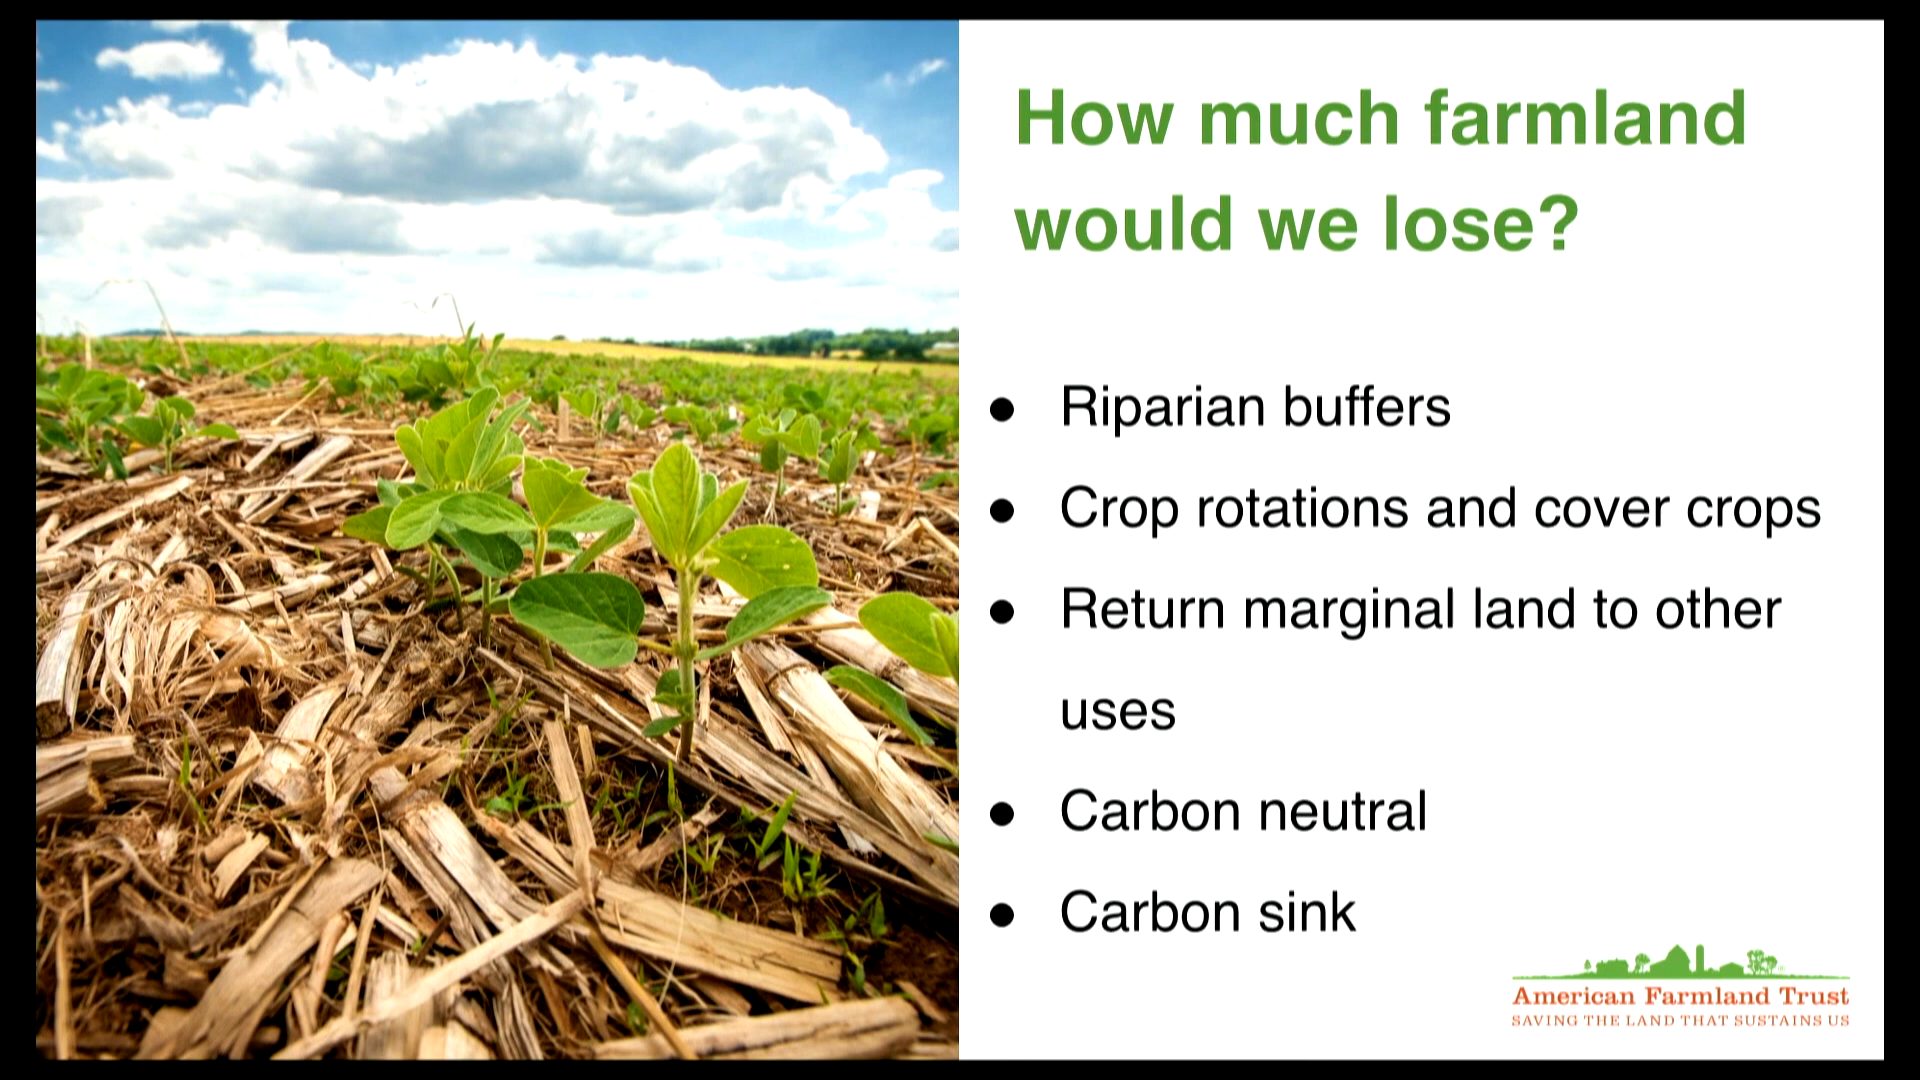 How much farmland
would we lose?
● Riparian buffers
● Crop rotations and cover crops
● Return marginal land to other
uses
● Carbon neutral
● Carbon sink
American Farmland Trust
SAVING THE LAND THAT SUSTAINS US